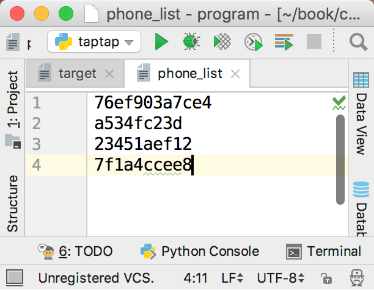 phone_list - program - [~/book/c...
p
taptap
target
phone_list
1: Project
Structure
1 76ef903a7ce4
2 a534fc23d
3 23451aef12
4 7f1a4ccee8
Data View
Datab
6: TODO
Python Console
Terminal
Unregistered VCS. 4:11 LF÷ UTF-8÷